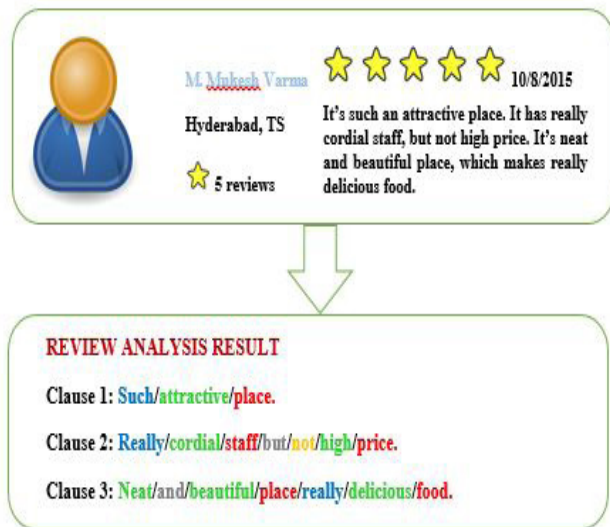 M. Mukesh Varma
Hyderabad, TS
5 reviews
10/8/2015
It's such an attractive place. It has really
cordial staff, but not high price. It's neat
and beautiful place, which makes really
delicious food.
REVIEW ANALYSIS RESULT
Clause 1: Such/attractive/place.
Clause 2: Really/cordial/staff/but/not/high/price.
Clause 3: Neat/and/beautiful/place/really/delicious/food.